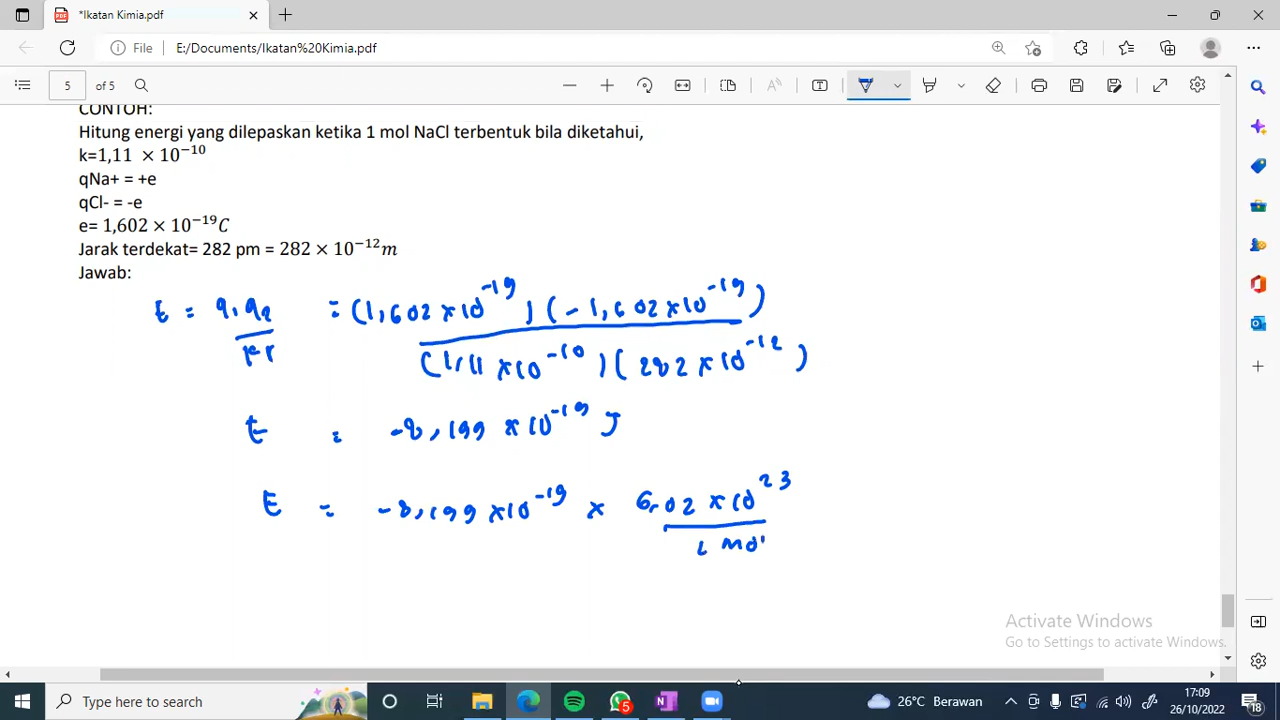 *Ikatan Kimia.pdf
File E:/Documents/Ikatan%20Kimia.pdf
5 of 5
CONTOH:
Hitung energi yang dilepaskan ketika 1 mol NaCl terbentuk bila diketahui,
k=1,11 × 10⁻¹⁰
qNa+ = +e
qCl- = -e
e= 1,602 × 10⁻¹⁹C
Jarak terdekat= 282 pm = 282 × 10⁻¹²m
Jawab:
E = q₁q₂ = (1,602 × 10⁻¹⁹) (-1,602 × 10⁻¹⁹)
kr (1,11 × 10⁻¹⁰) (282 × 10⁻¹²)
E = -8,199 × 10⁻¹⁹ J
E = -8,199 × 10⁻¹⁹ × 6,02 × 10²³
1 mol
Activate Windows
Go to Settings to activate Windows.
Type here to search
5
26°C Berawan
17:09
26/10/2022
18